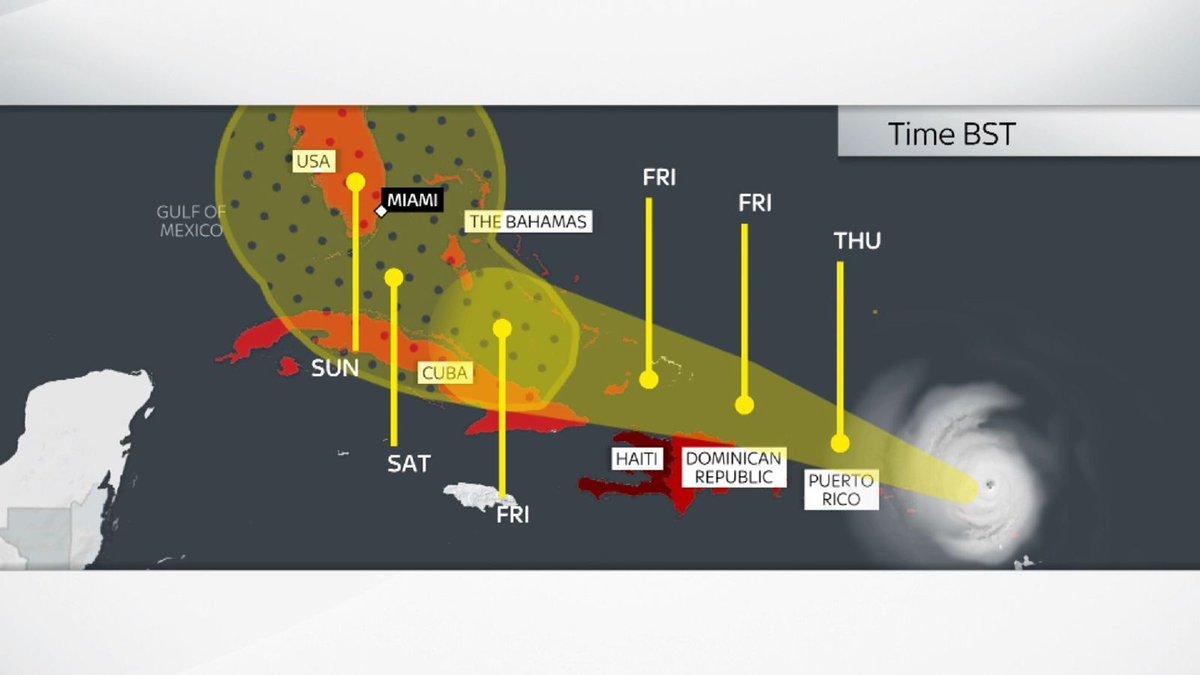 Time BST
USA
MIAMI
GULF OF
MEXICO
THE BAHAMAS
FRI
FRI
THU
SUN
CUBA
SAT
FRI
HAITI
DOMINICAN
REPUBLIC
PUERTO
RICO